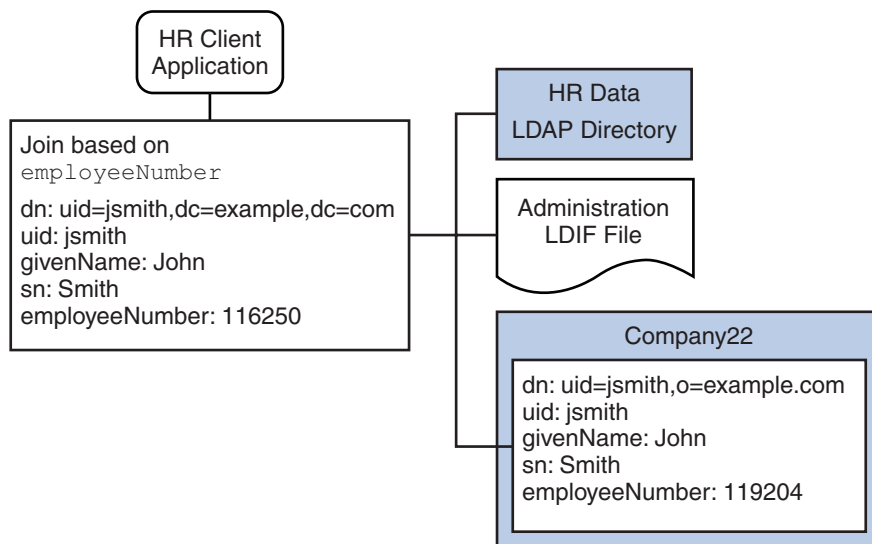 HR Client
Application
Join based on
employeeNumber
dn: uid=jsmith,dc=example,dc=com
uid: jsmith
givenName: John
sn: Smith
employeeNumber: 116250
HR Data
LDAP Directory
Administration
LDIF File
Company22
dn: uid=jsmith,o=example.com
uid: jsmith
givenName: John
sn: Smith
employeeNumber: 119204